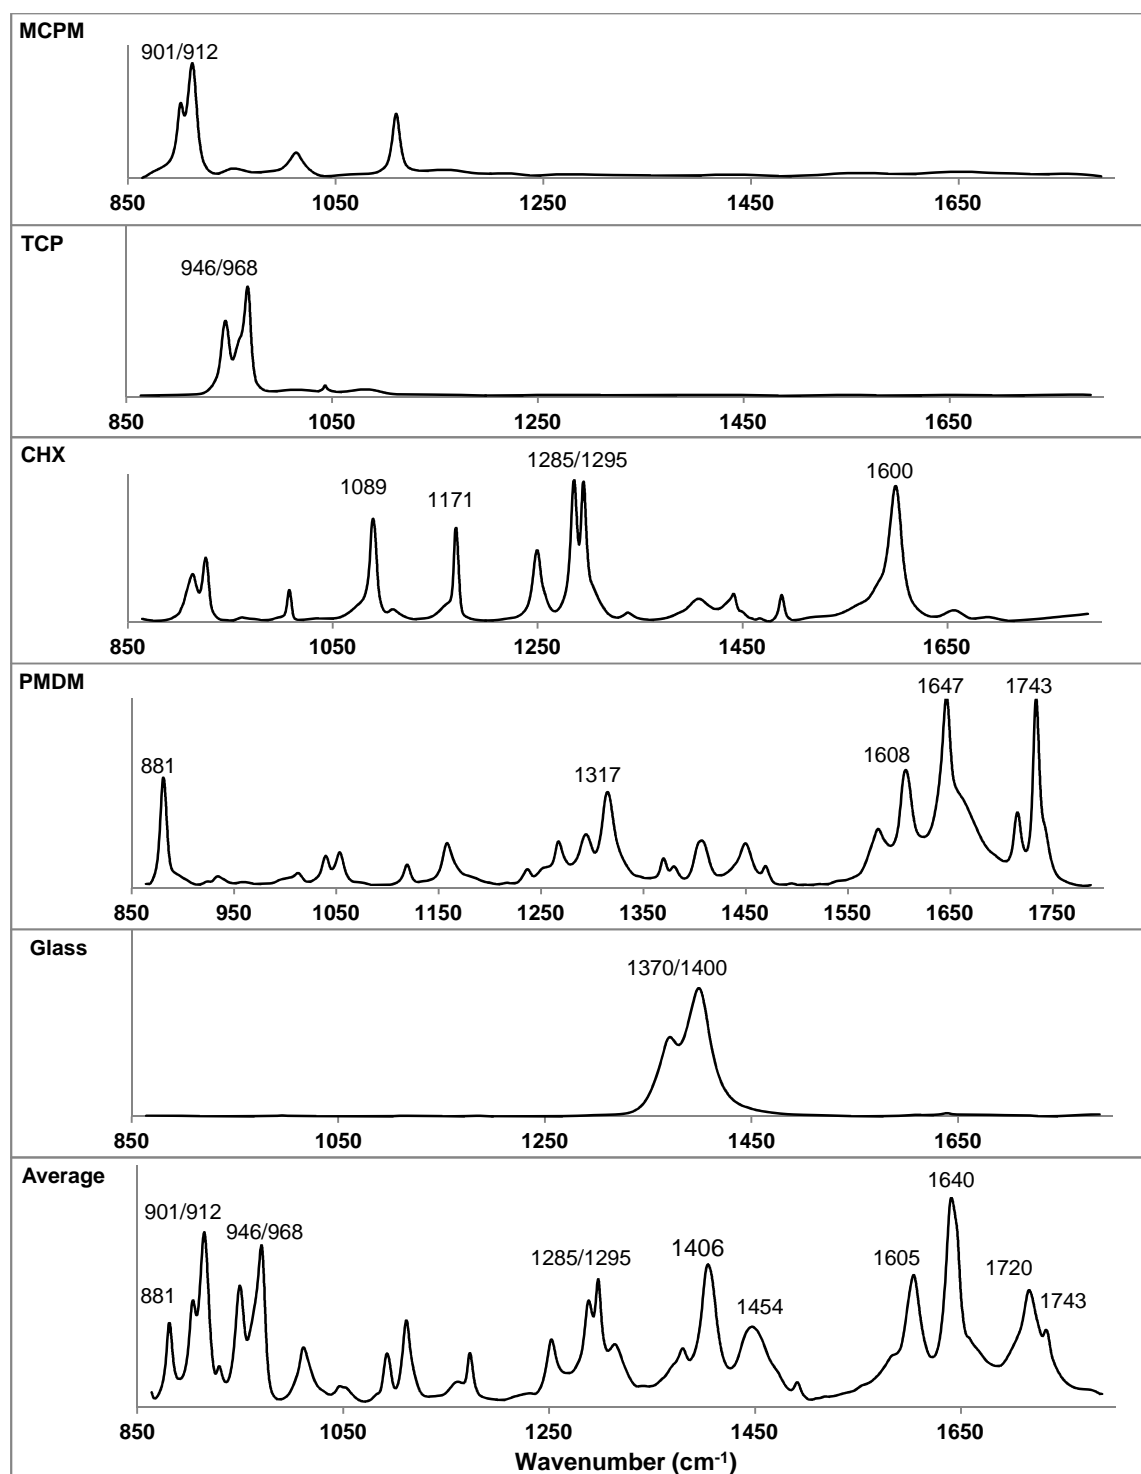 MCPM
901/912
850 1050 1250 1450 1650
TCP
946/968
850 1050 1250 1450 1650
CHX
1089 1171 1285/1295 1600
850 1050 1250 1450 1650
PMDM
881 1317 1608 1647 1743
850 950 1050 1150 1250 1350 1450 1550 1650 1750
Glass
1370/1400
850 1050 1250 1450 1650
Average
881 901/912 946/968 1285/1295 1406 1454 1605 1640 1720 1743
850 1050 1250 1450 1650
Wavenumber (cm⁻¹)